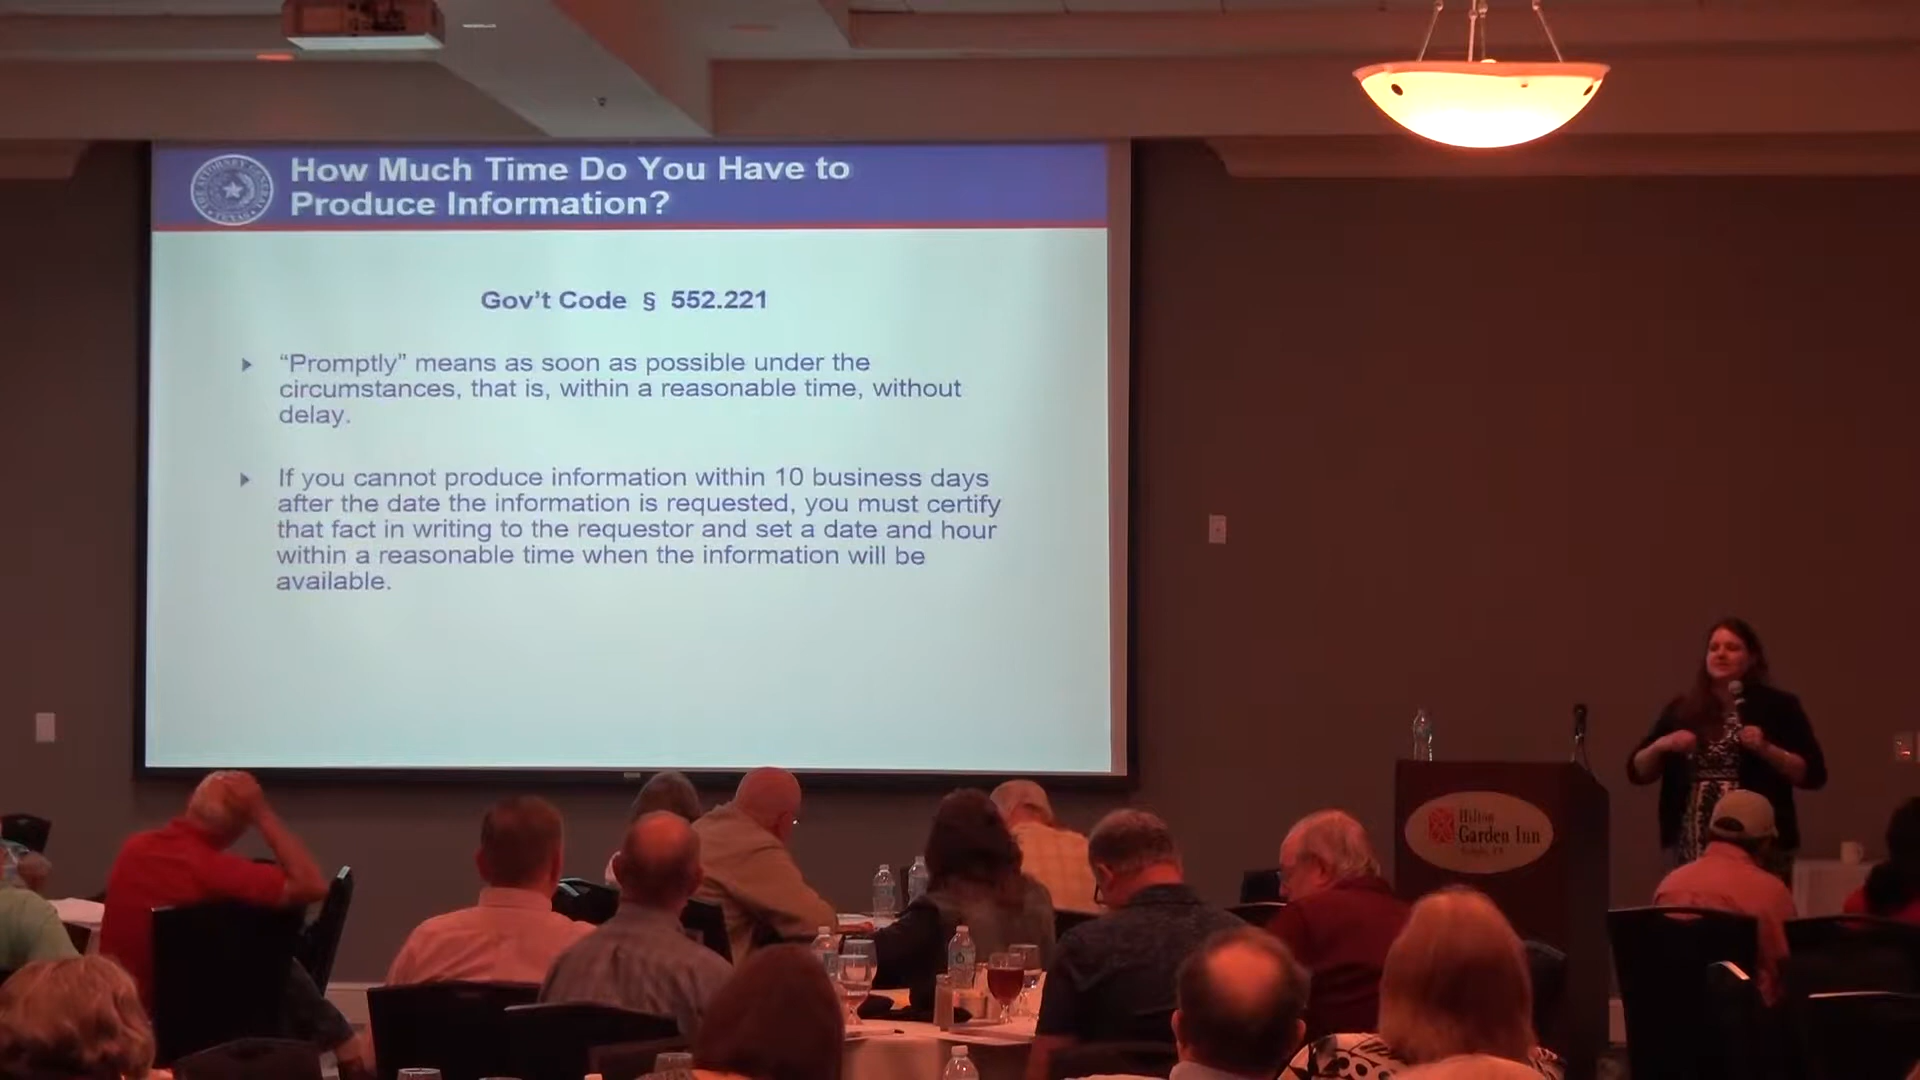 How Much Time Do You Have to
Produce Information?
Gov't Code § 552.221
“Promptly” means as soon as possible under the
circumstances, that is, within a reasonable time, without
delay.
If you cannot produce information within 10 business days
after the date the information is requested, you must certify
that fact in writing to the requestor and set a date and hour
within a reasonable time when the information will be
available.
Hilton
Garden Inn